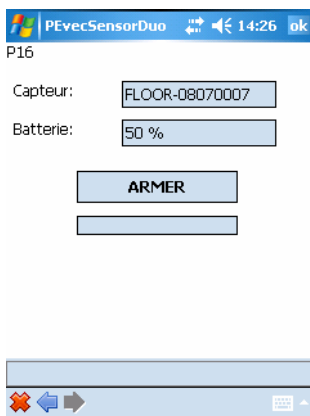 PEvecSensorDuo 14:26 ok
P16
Capteur: FLOOR-08070007
Batterie: 50 %
ARMER